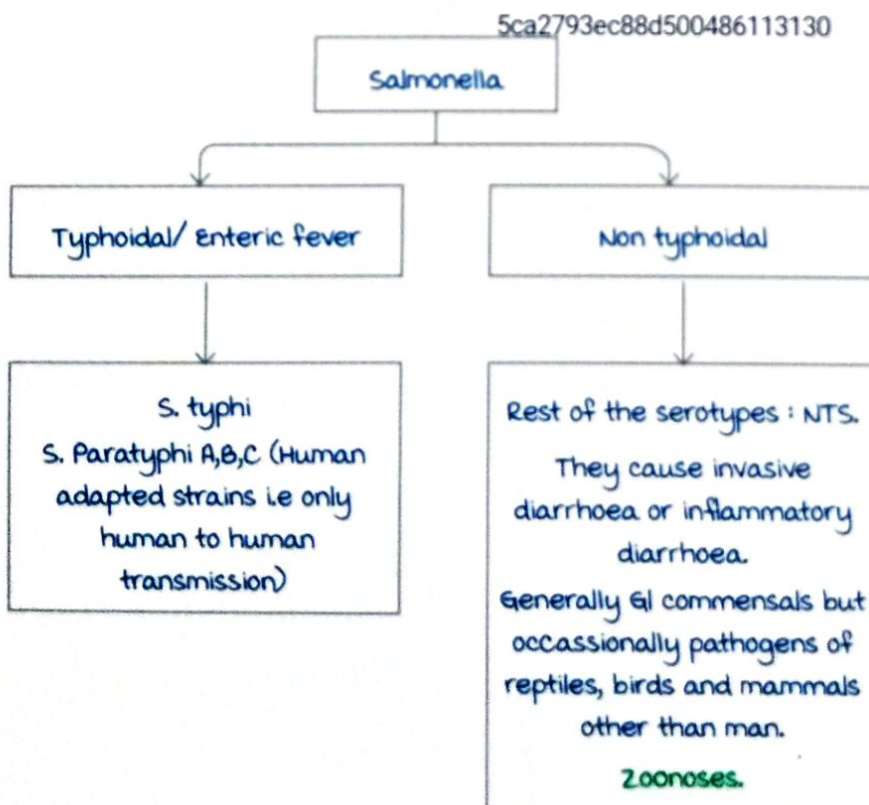 5ca2793ec88d500486113130
Salmonella
Typhoidal/ Enteric fever
Non typhoidal
S. typhi
S. Paratyphi A,B,C (Human
adapted strains i.e only
human to human
transmission)
Rest of the serotypes : NTS.
They cause invasive
diarrhoea or inflammatory
diarrhoea.
Generally GI commensals but
occassionally pathogens of
reptiles, birds and mammals
other than man.
Zoonoses.